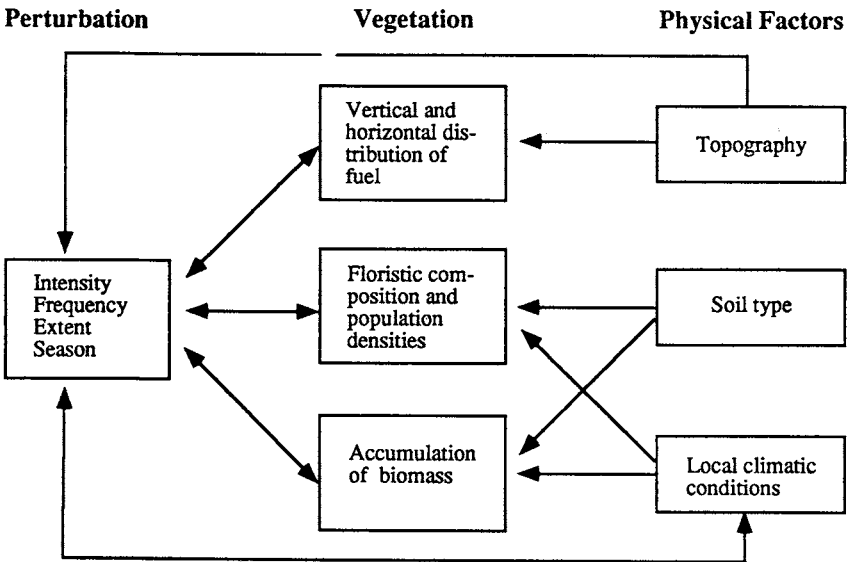 Perturbation
Vegetation
Physical Factors
Vertical and
horizontal dis-
tribution of
fuel
Topography
Intensity
Frequency
Extent
Season
Floristic com-
position and
population
densities
Soil type
Accumulation
of biomass
Local climatic
conditions